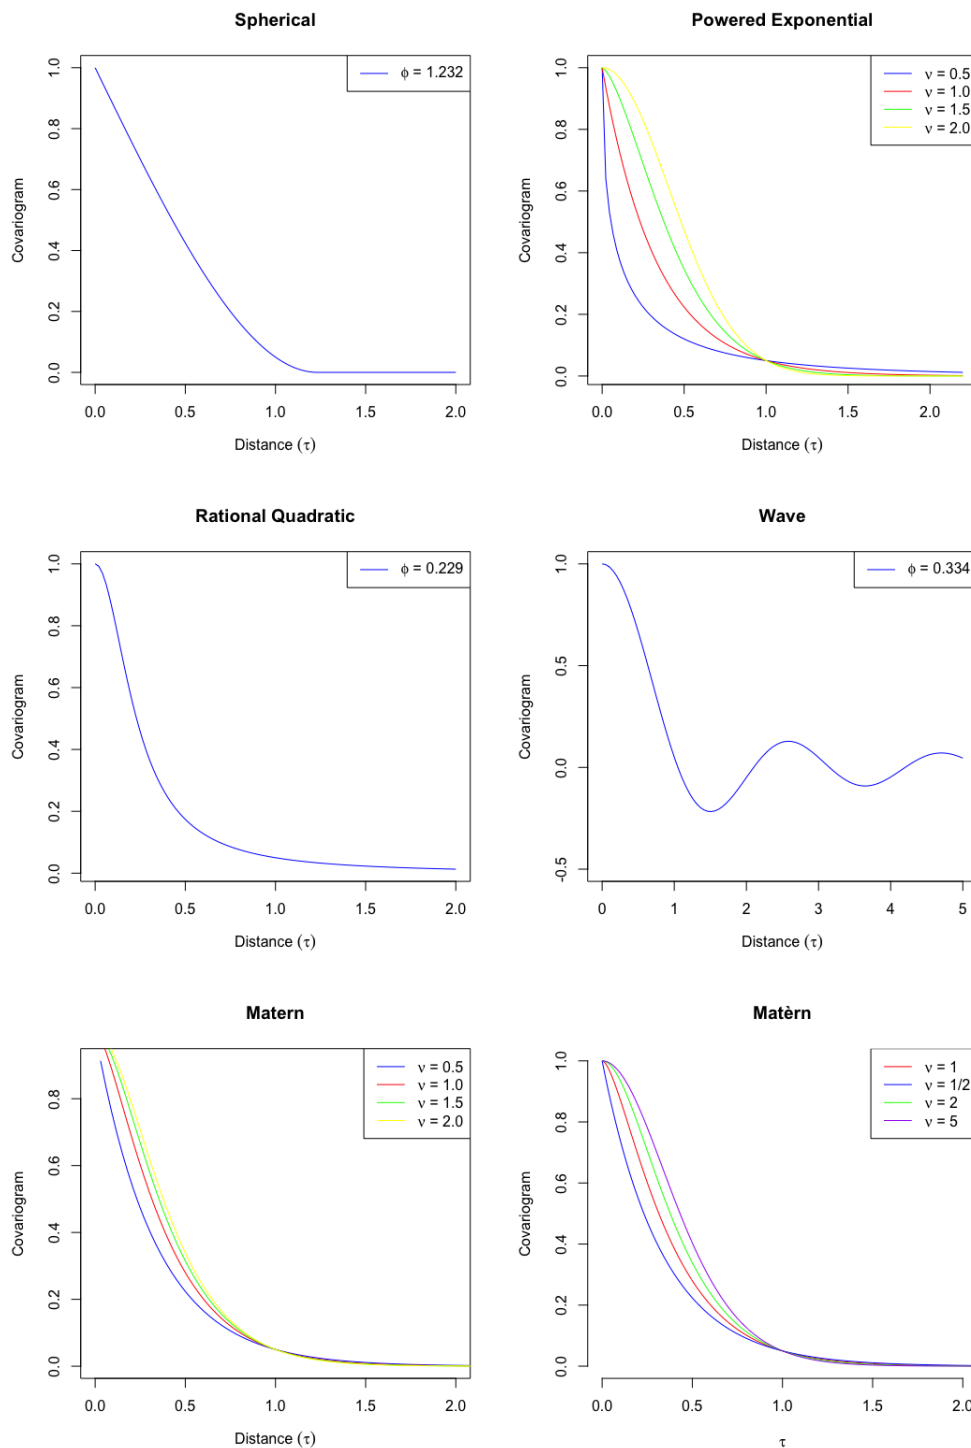 Spherical
Covariogram
1.0
0.8
0.6
0.4
0.2
0.0
ϕ = 1.232
0.0 0.5 1.0 1.5 2.0
Distance (τ)
Powered Exponential
Covariogram
1.0
0.8
0.6
0.4
0.2
0.0
ν = 0.5
ν = 1.0
ν = 1.5
ν = 2.0
0.0 0.5 1.0 1.5 2.0
Distance (τ)
Rational Quadratic
Covariogram
1.0
0.8
0.6
0.4
0.2
0.0
ϕ = 0.229
0.0 0.5 1.0 1.5 2.0
Distance (τ)
Wave
Covariogram
1.0
0.5
0.0
-0.5
ϕ = 0.334
0 1 2 3 4 5
Distance (τ)
Matern
Covariogram
0.8
0.6
0.4
0.2
0.0
ν = 0.5
ν = 1.0
ν = 1.5
ν = 2.0
0.0 0.5 1.0 1.5 2.0
Distance (τ)
Matèrn
Covariogram
1.0
0.8
0.6
0.4
0.2
0.0
ν = 1
ν = 1/2
ν = 2
ν = 5
0.0 0.5 1.0 1.5 2.0
τ